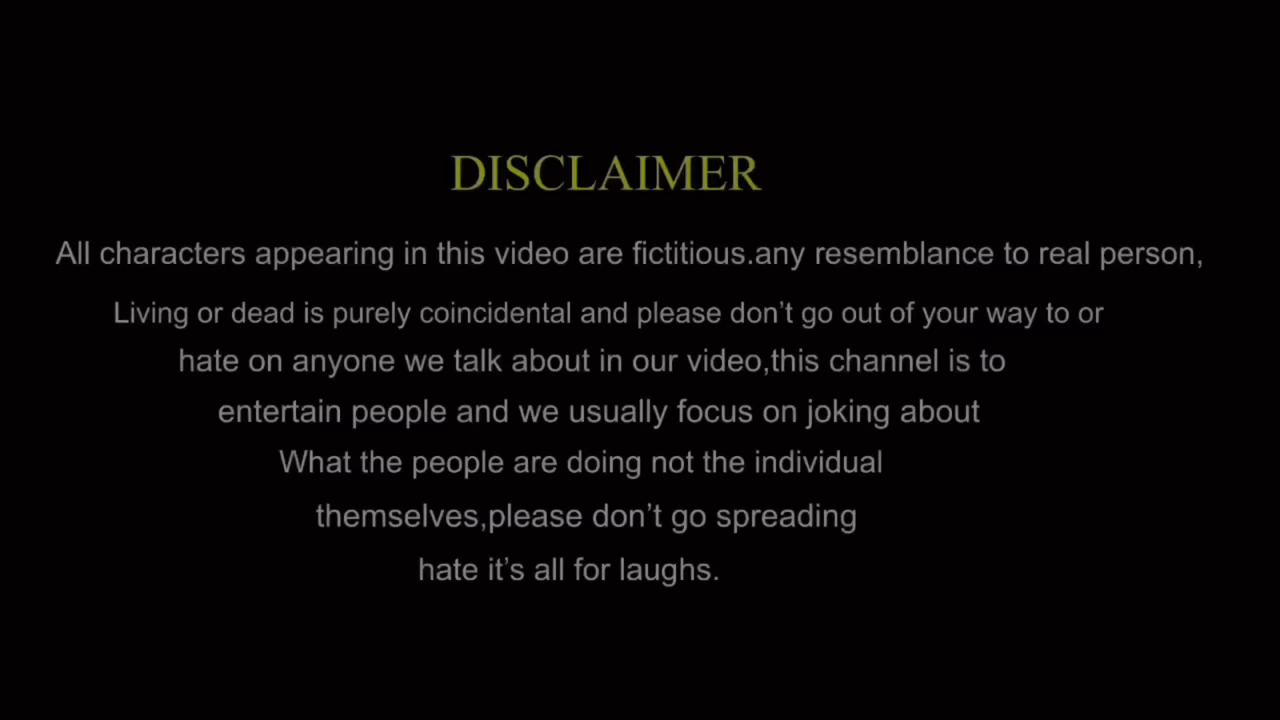 DISCLAIMER
All characters appearing in this video are fictitious.any resemblance to real person,
Living or dead is purely coincidental and please don’t go out of your way to or
hate on anyone we talk about in our video,this channel is to
entertain people and we usually focus on joking about
What the people are doing not the individual
themselves,please don’t go spreading
hate it’s all for laughs.